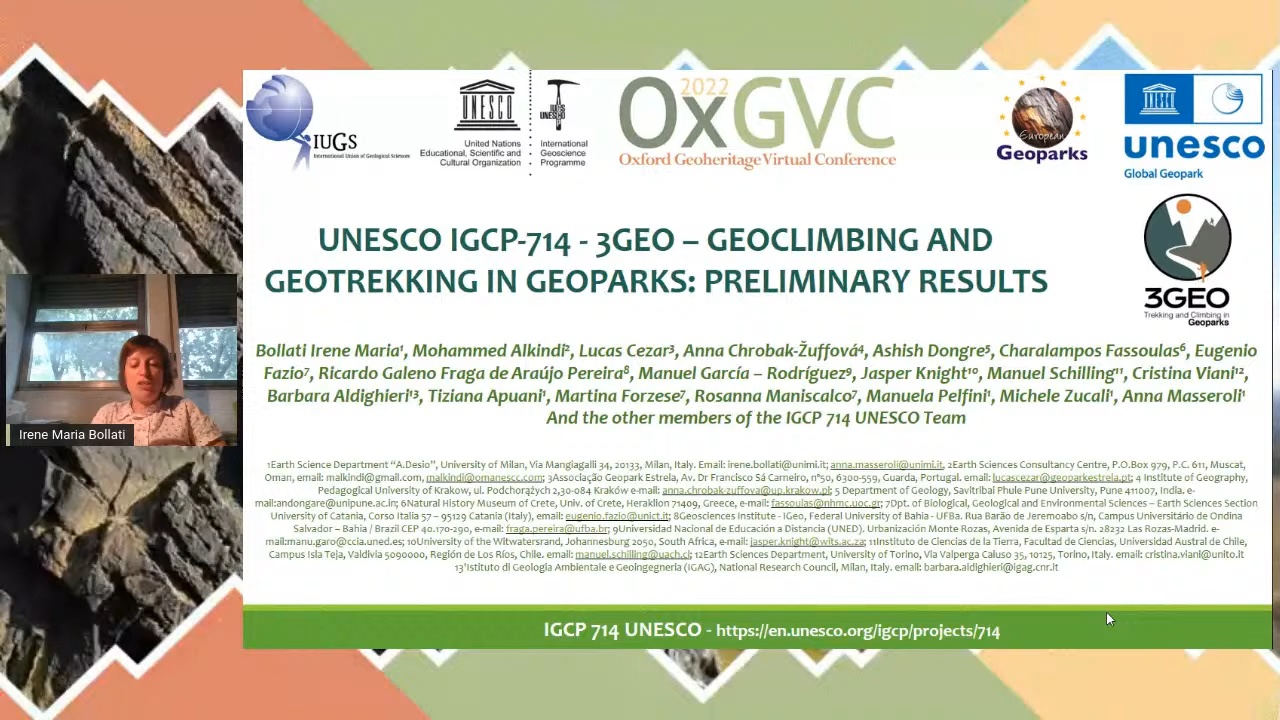 IUGS
International Union of Geological Sciences
UNESCO
United Nations
Educational, Scientific and
Cultural Organization
IUGS
UNESCO
International
Geoscience
Programme
2022
OxGVC
Oxford Geoheritage Virtual Conference
European
Geoparks
unesco
Global Geopark
3GEO
Trekking and Climbing in
Geoparks
UNESCO IGCP-714 - 3GEO – GEOCLIMBING AND
GEOTREKKING IN GEOPARKS: PRELIMINARY RESULTS
Bollati Irene Maria¹, Mohammed Alkindi², Lucas Cezar³, Anna Chrobak-Žuffová⁴, Ashish Dongre⁵, Charalampos Fassoulas⁶, Eugenio
Fazio⁷, Ricardo Galeno Fraga de Araújo Pereira⁸, Manuel García – Rodríguez⁹, Jasper Knight¹⁰, Manuel Schilling¹¹, Cristina Viani¹²,
Barbara Aldighieri¹³, Tiziana Apuani¹, Martina Forzese⁷, Rosanna Maniscalco⁷, Manuela Pelfini¹, Michele Zucali¹, Anna Masseroli¹
And the other members of the IGCP 714 UNESCO Team
1Earth Science Department “A.Desio”, University of Milan, Via Mangiagalli 34, 20133, Milan, Italy. Email: irene.bollati@unimi.it; anna.masseroli@unimi.it, 2Earth Sciences Consultancy Centre, P.O.Box 979, P.C. 611, Muscat,
Oman, email: malkindi@gmail.com, malkindi@omanescc.com; 3Associação Geopark Estrela, Av. Dr Francisco Sá Carneiro, nº50, 6300-559, Guarda, Portugal. email: lucascezar@geoparkestrela.pt; 4 Institute of Geography,
Pedagogical University of Krakow, ul. Podchorążych 2,30-084 Kraków e-mail: anna.chrobak-zuffova@up.krakow.pl; 5 Department of Geology, Savitribai Phule Pune University, Pune 411007, India. e-
mail:andongare@unipune.ac.in; 6Natural History Museum of Crete, Univ. of Crete, Heraklion 71409, Greece, e-mail: fassoulas@nhmc.uoc.gr; 7Dpt. of Biological, Geological and Environmental Sciences – Earth Sciences Section
University of Catania, Corso Italia 57 – 95129 Catania (Italy), email: eugenio.fazio@unict.it; 8Geosciences Institute - IGeo, Federal University of Bahia - UFBa. Rua Barão de Jeremoabo s/n, Campus Universitário de Ondina
Salvador – Bahia / Brazil CEP 40.170-290, e-mail: fraga.pereira@ufba.br; 9Universidad Nacional de Educación a Distancia (UNED). Urbanización Monte Rozas, Avenida de Esparta s/n. 28232 Las Rozas-Madrid. e-
mail:manu.garo@ccia.uned.es; 10University of the Witwatersrand, Johannesburg 2050, South Africa, e-mail: jasper.knight@wits.ac.za; 11Instituto de Ciencias de la Tierra, Facultad de Ciencias, Universidad Austral de Chile,
Campus Isla Teja, Valdivia 5090000, Región de Los Ríos, Chile. email: manuel.schilling@uach.cl; 12Earth Sciences Department, University of Torino, Via Valperga Caluso 35, 10125, Torino, Italy. email: cristina.viani@unito.it
13'Istituto di Geologia Ambientale e Geoingegneria (IGAG), National Research Council, Milan, Italy. email: barbara.aldighieri@igag.cnr.it
Irene Maria Bollati
IGCP 714 UNESCO - https://en.unesco.org/igcp/projects/714